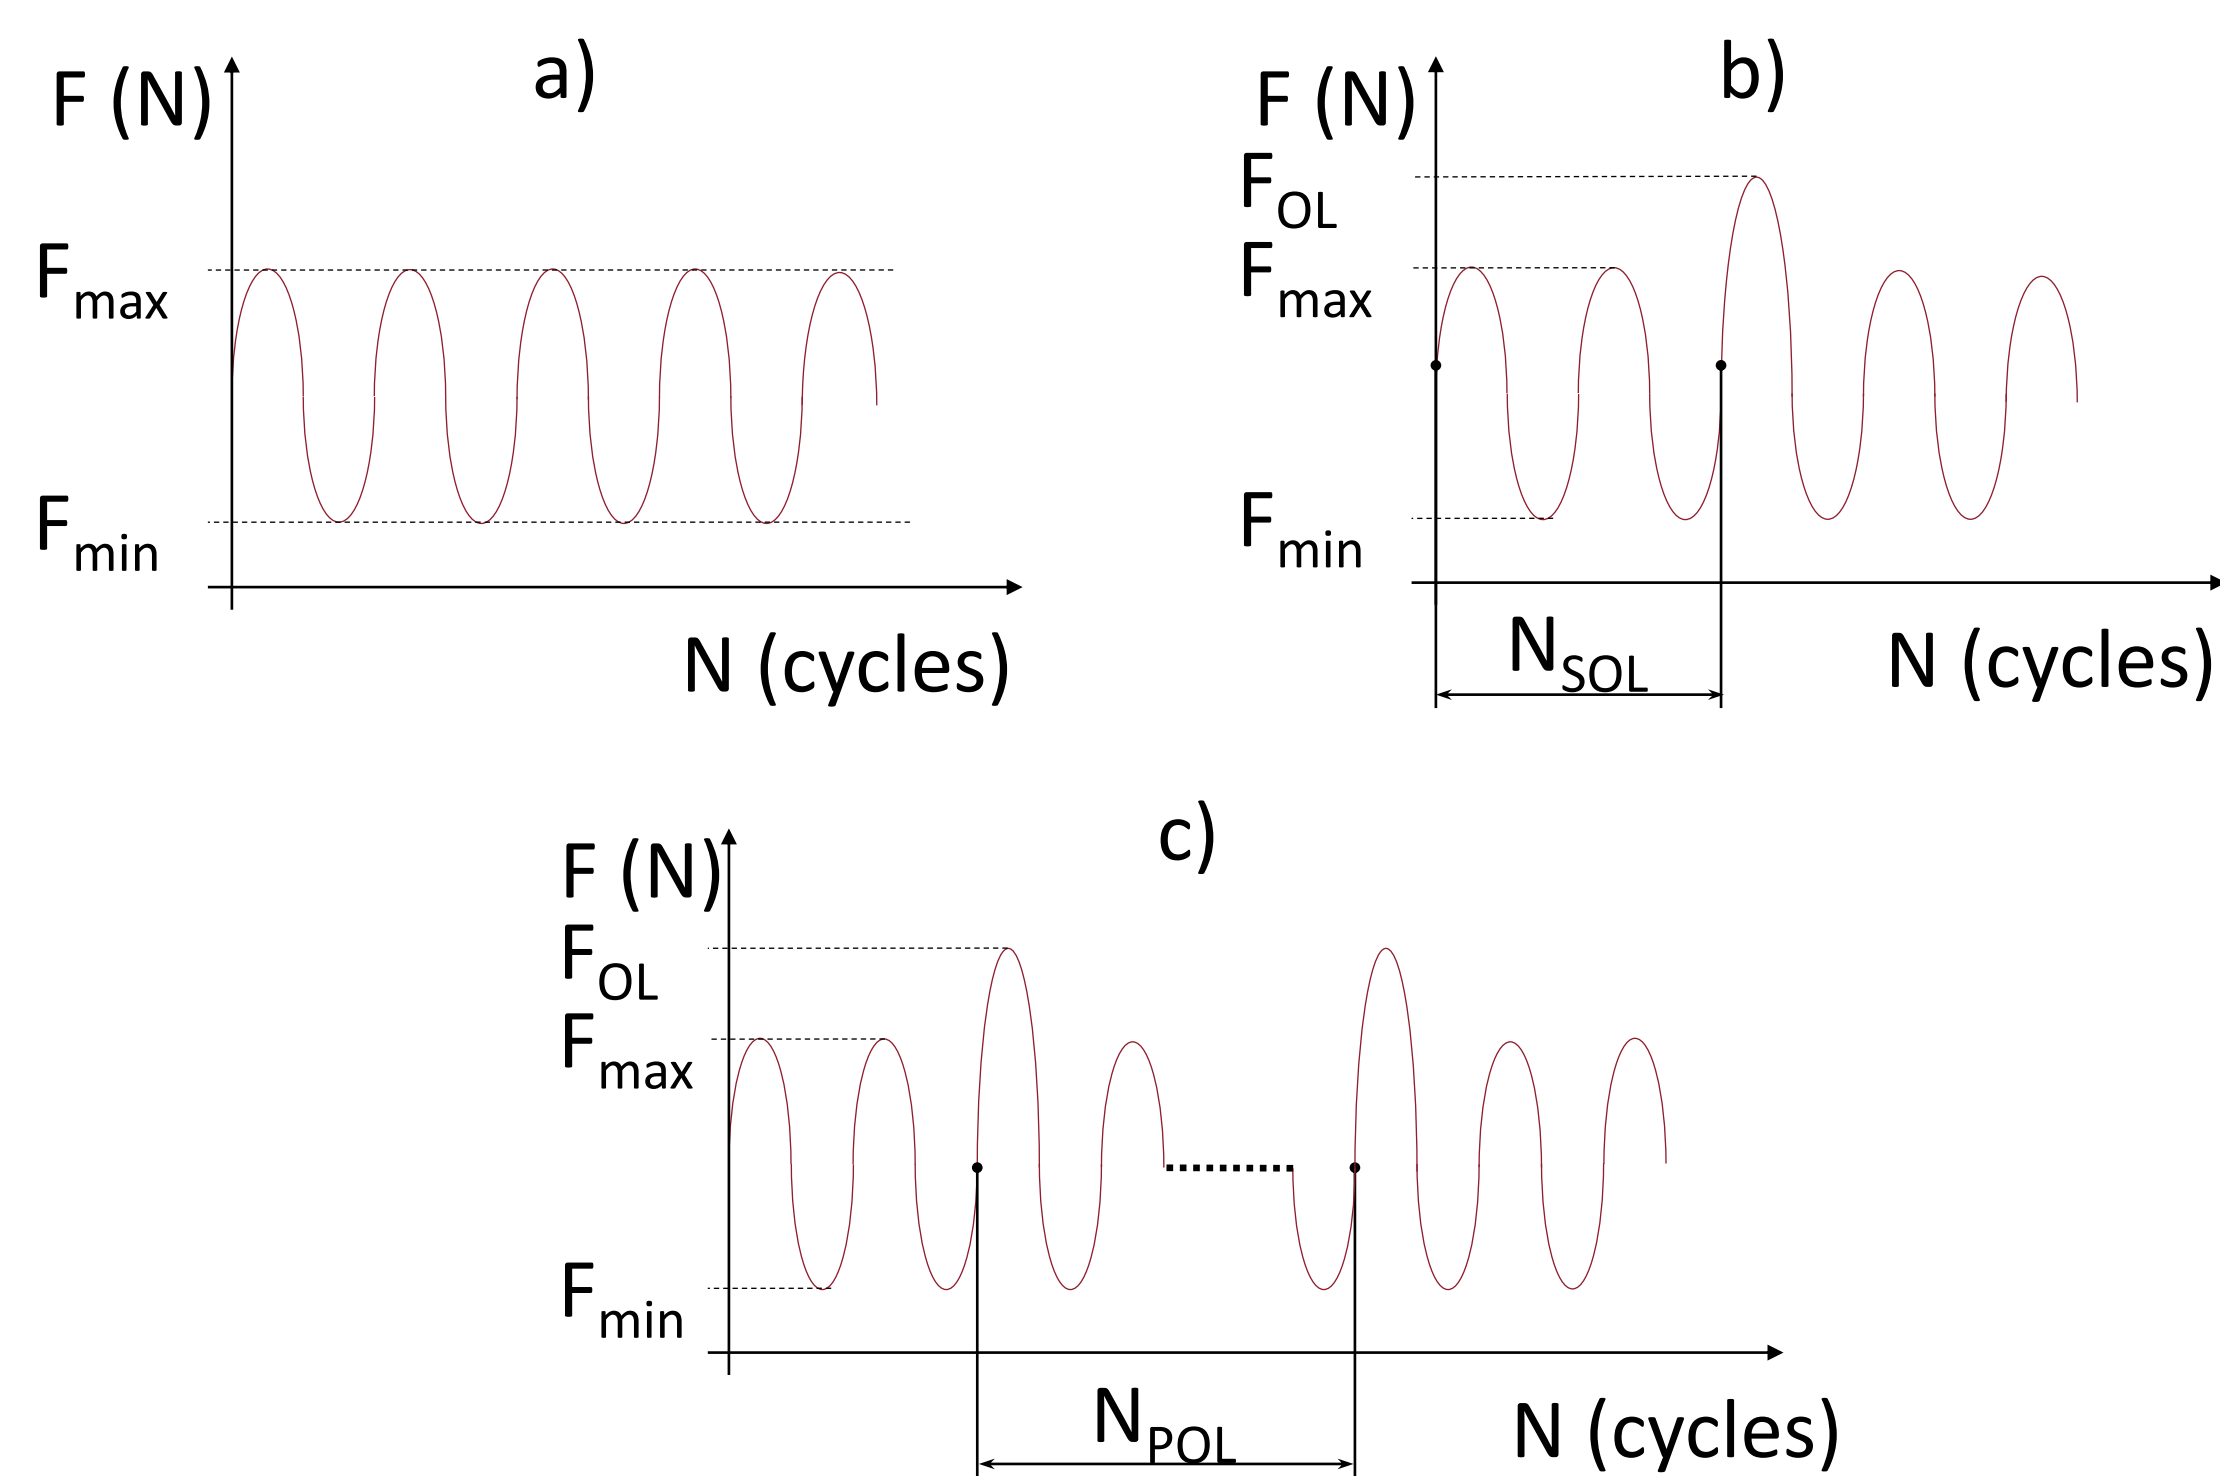 a)
F (N)
Fmax
Fmin
N (cycles)
b)
F (N)
FOL
Fmax
Fmin
NSOL
N (cycles)
c)
F (N)
FOL
Fmax
Fmin
NPOL
N (cycles)